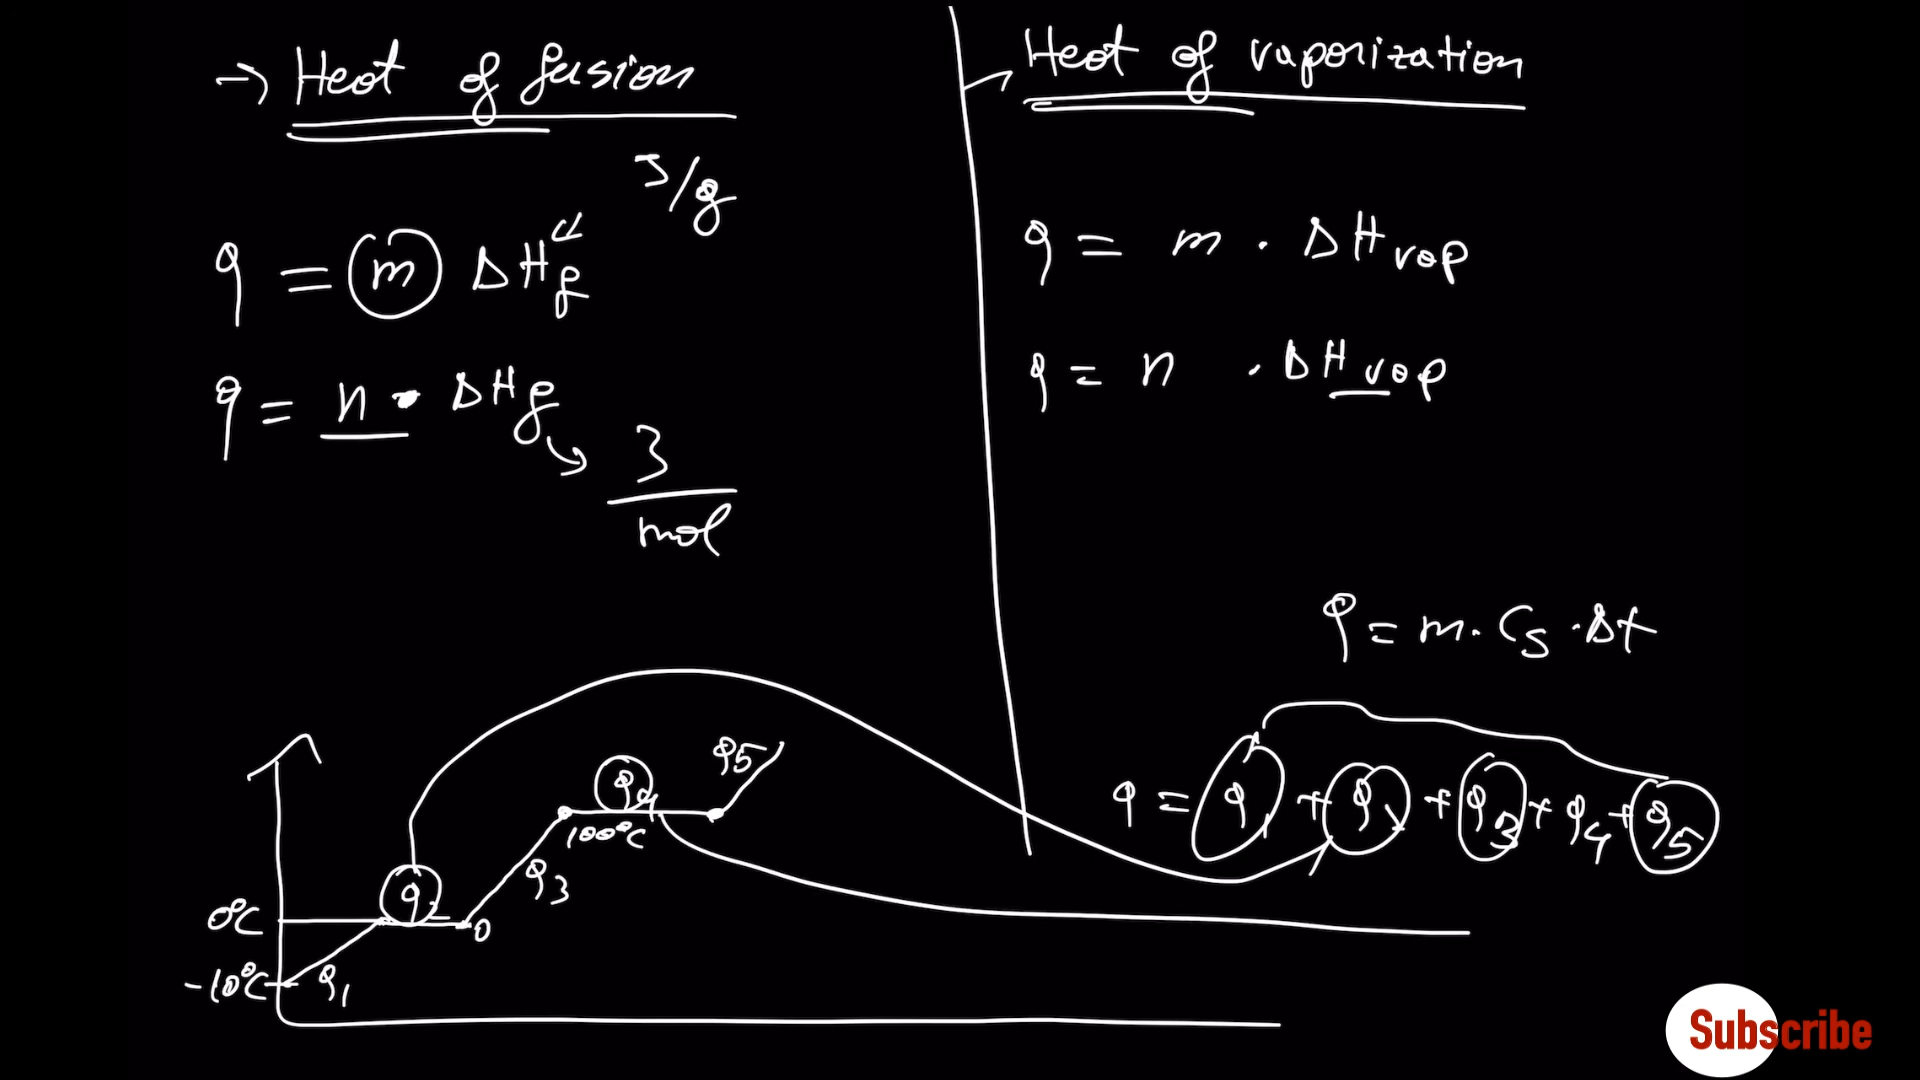 → Heat of fusion
J/g
q = m ΔHf
q = n · ΔHf
J
mol
→ Heat of vaporization
q = m · ΔHvap
q = n · ΔHvap
q = m · Cs · Δt
q = q1 + q2 + q3 + q4 + q5
q5
q4
100°C
q3
q2
0°C
0
-10°C
q1
Subscribe